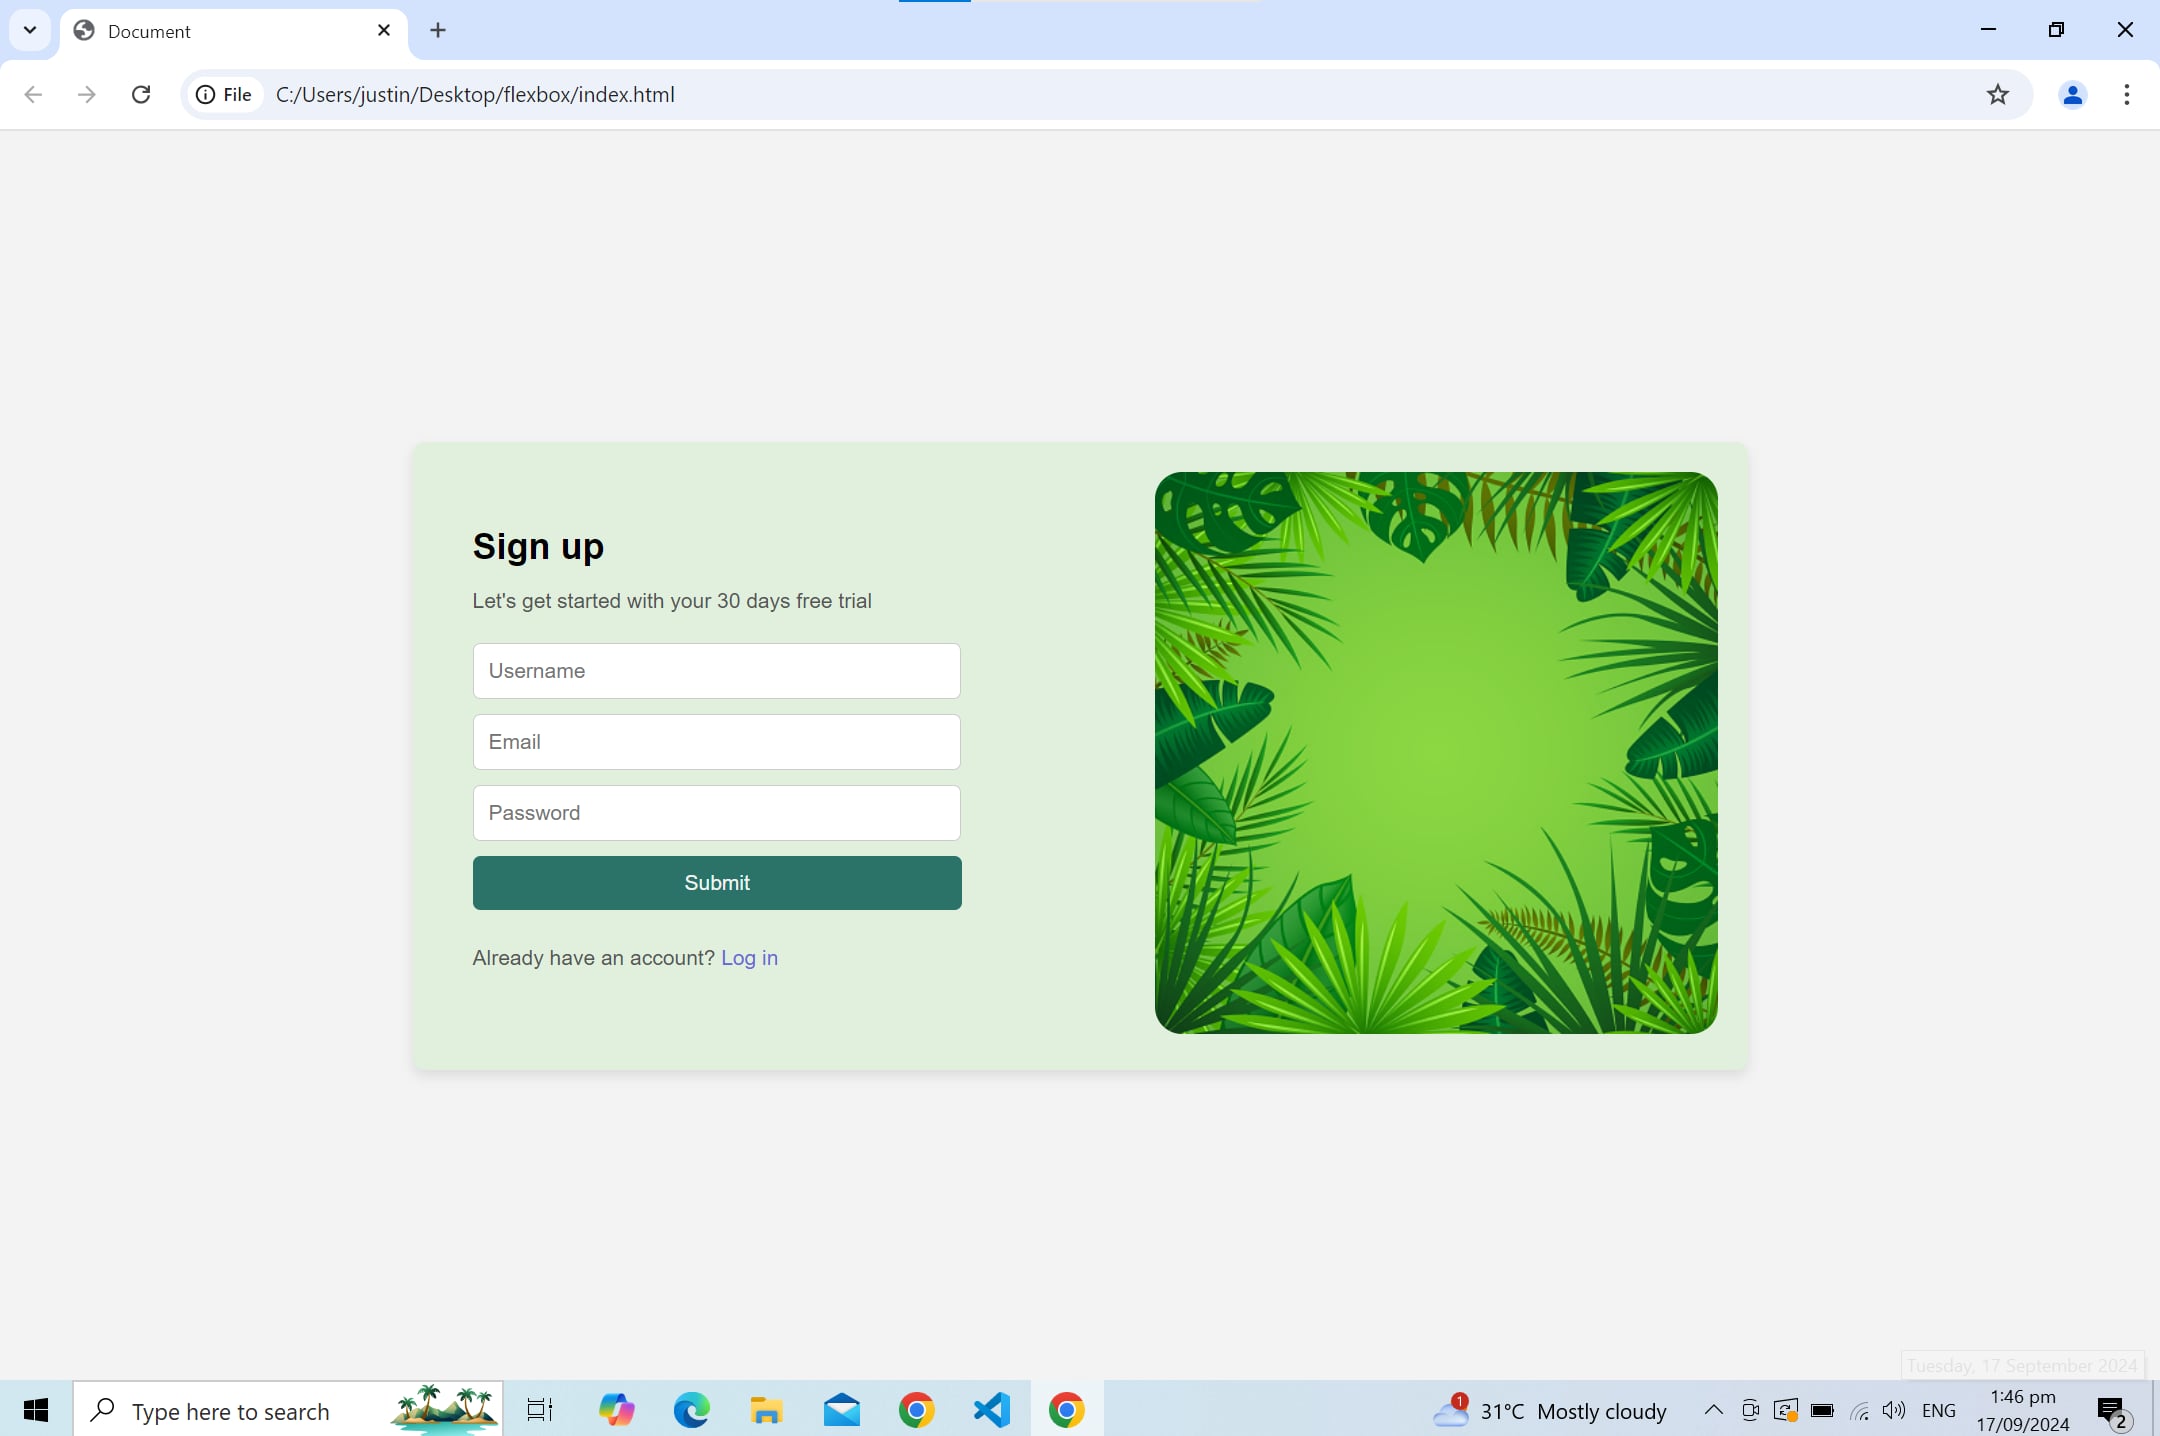 Document
File
C:/Users/justin/Desktop/flexbox/index.html
Sign up
Let's get started with your 30 days free trial
Username
Email
Password
Submit
Already have an account? Log in
Tuesday, 17 September 2024
Type here to search
1
31°C Mostly cloudy
ENG
1:46 pm
17/09/2024
2